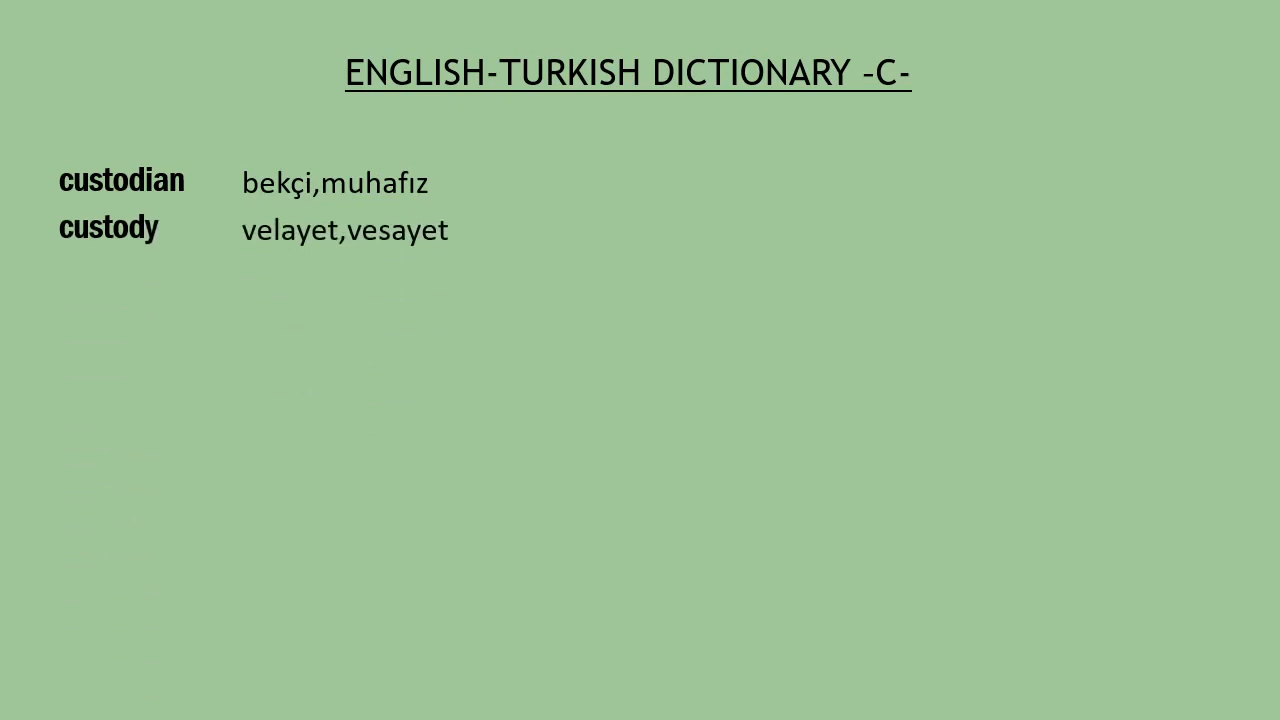 ENGLISH-TURKISH DICTIONARY –C-
custodian bekçi,muhafız
custody velayet,vesayet